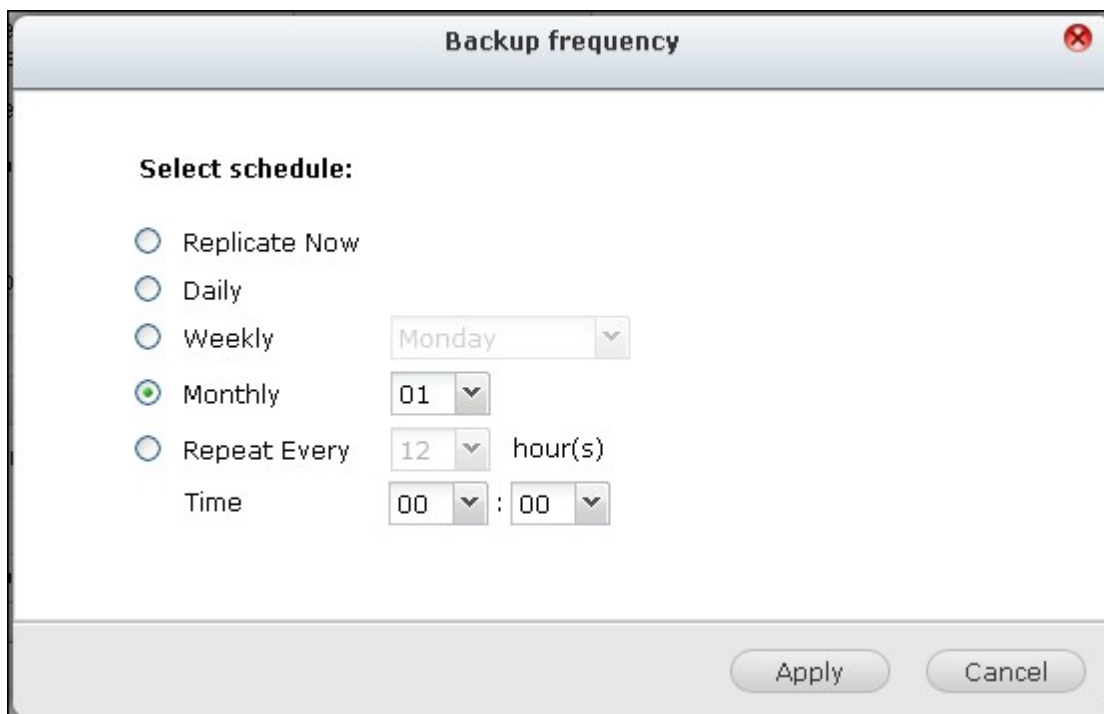 Backup frequency
Select schedule:
Replicate Now
Daily
Weekly Monday
Monthly 01
Repeat Every 12 hour(s)
Time 00 : 00
Apply Cancel